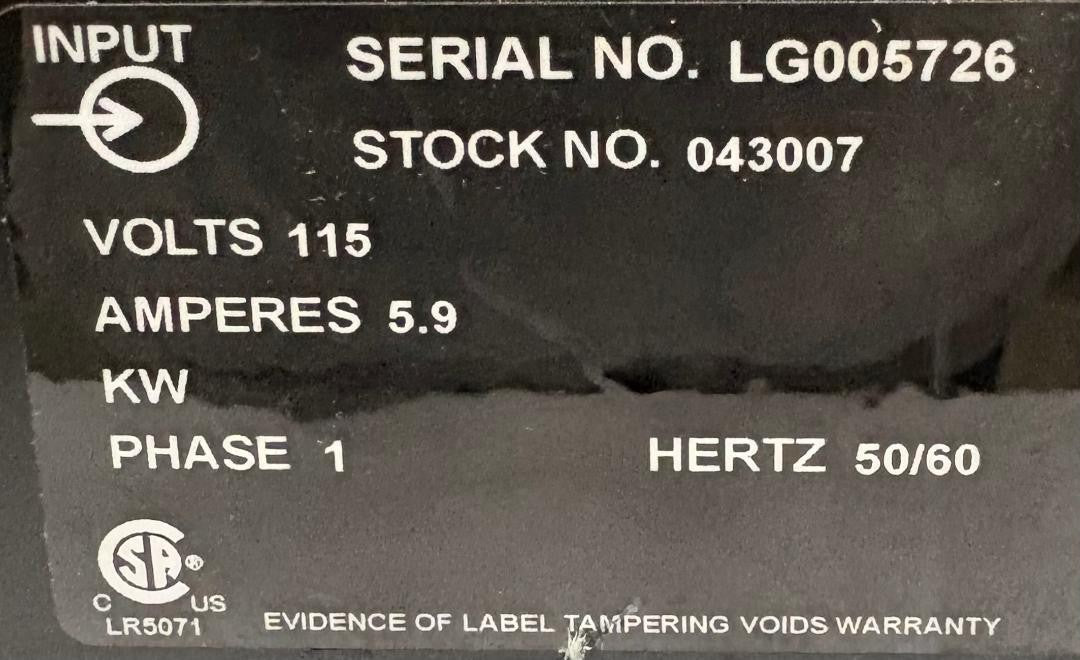 INPUT
SERIAL NO. LG005726
STOCK NO. 043007
VOLTS 115
AMPERES 5.9
KW
PHASE 1 HERTZ 50/60
SA ®
C US
LR5071
EVIDENCE OF LABEL TAMPERING VOIDS WARRANTY